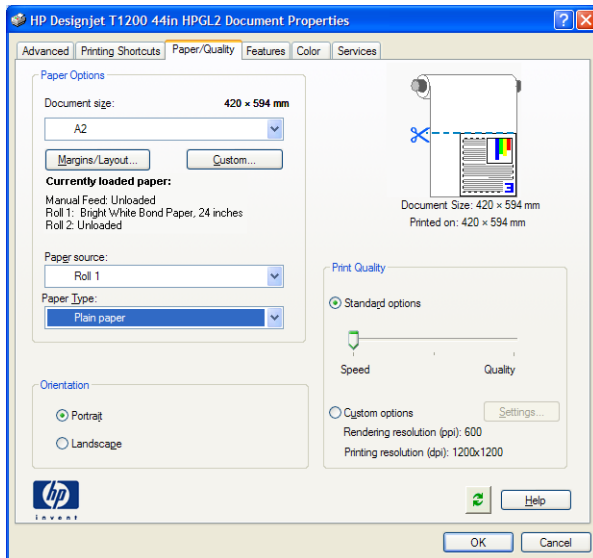 HP Designjet T1200 44in HPGL2 Document Properties
Advanced Printing Shortcuts Paper/Quality Features Color Services
Paper Options
Document size: 420 × 594 mm
A2
Margins/Layout... Custom...
Currently loaded paper:
Manual Feed: Unloaded
Roll 1: Bright White Bond Paper, 24 inches
Roll 2: Unloaded
Paper source:
Roll 1
Paper Type:
Plain paper
Orientation
Portrait
Landscape
Document Size: 420 × 594 mm
Printed on: 420 × 594 mm
Print Quality
Standard options
Speed Quality
Custom options Settings...
Rendering resolution (ppi): 600
Printing resolution (dpi): 1200x1200
hp
invent
Help
OK Cancel